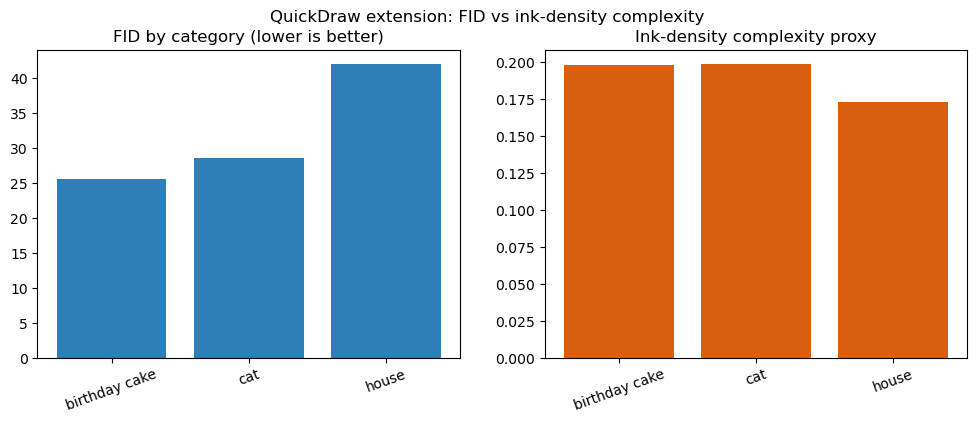 QuickDraw extension: FID vs ink-density complexity
FID by category (lower is better)
40
35
30
25
20
15
10
5
0
birthday cake
cat
house
Ink-density complexity proxy
0.200
0.175
0.150
0.125
0.100
0.075
0.050
0.025
0.000
birthday cake
cat
house